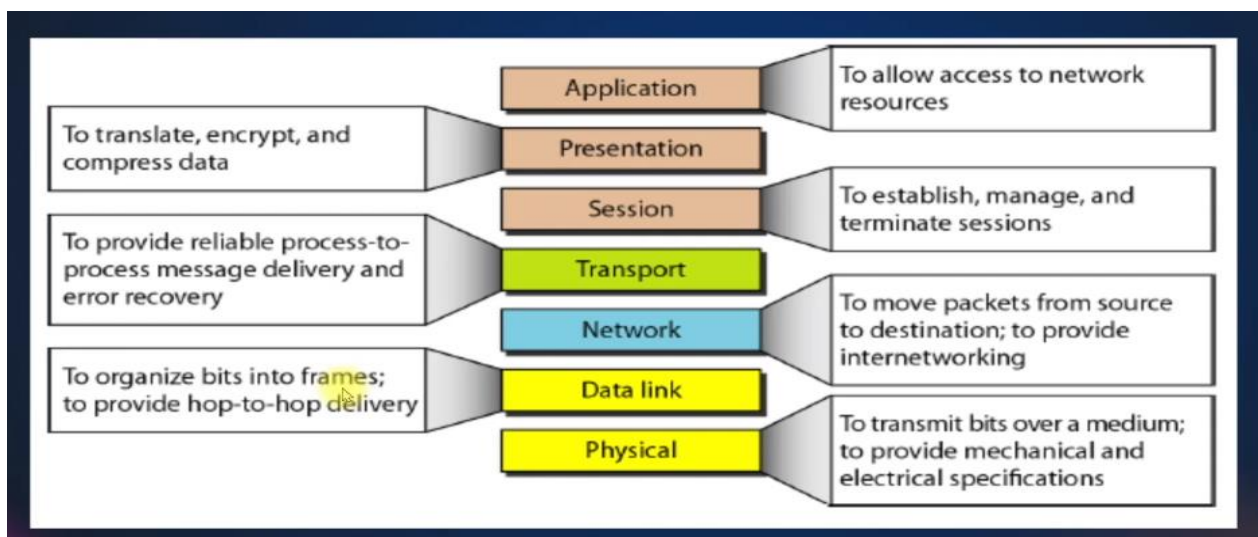 Application
To allow access to network
resources
To translate, encrypt, and
compress data
Presentation
Session
To establish, manage, and
terminate sessions
To provide reliable process-to-
process message delivery and
error recovery
Transport
Network
To move packets from source
to destination; to provide
internetworking
To organize bits into frames;
to provide hop-to-hop delivery
Data link
Physical
To transmit bits over a medium;
to provide mechanical and
electrical specifications